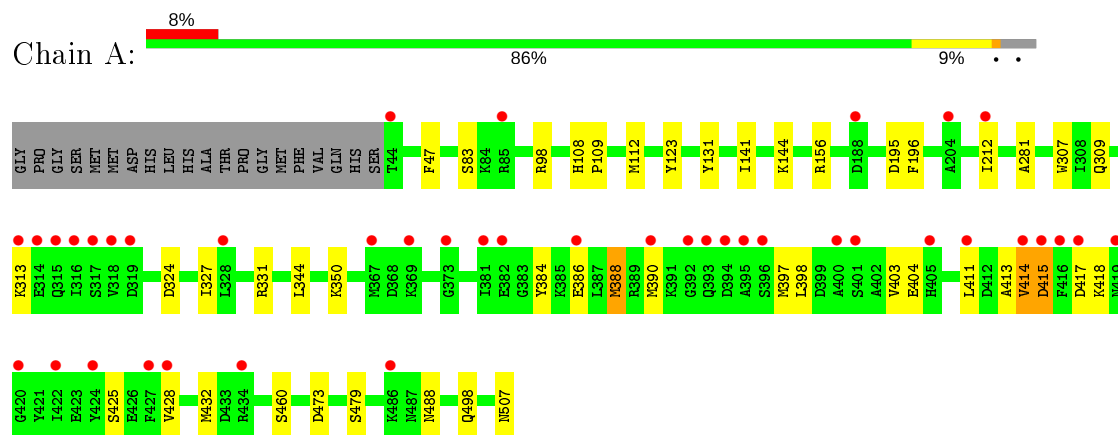 8%
Chain A:
86%
9%
GLY PRO GLY SER MET MET ASP HIS LEU HIS ALA THR PRO GLY MET PHE VAL GLN HIS SER T44 F47 S83 K84 R85 R98 H108 P109 M112 Y123 Y131 I141 K144 R156 D188 D195 F196 A204 I212 A281 W307 I308 Q309
K313 E314 Q315 I316 S317 V318 D319 D324 I327 L328 R331 L344 K350 M367 D368 K369 G373 I381 E382 G383 Y384 K385 E386 L387 M388 R389 M390 K391 G392 Q393 D394 A395 S396 M397 L398 D399 A400 S401 A402 V403 E404 H405 L411 D412 A413 V414 D415 F416 D417 K418 N419
G420 Y421 I422 E423 Y424 S425 E426 F427 V428 M432 D433 R434 S460 D473 S479 K486 N487 N488 Q498 N507